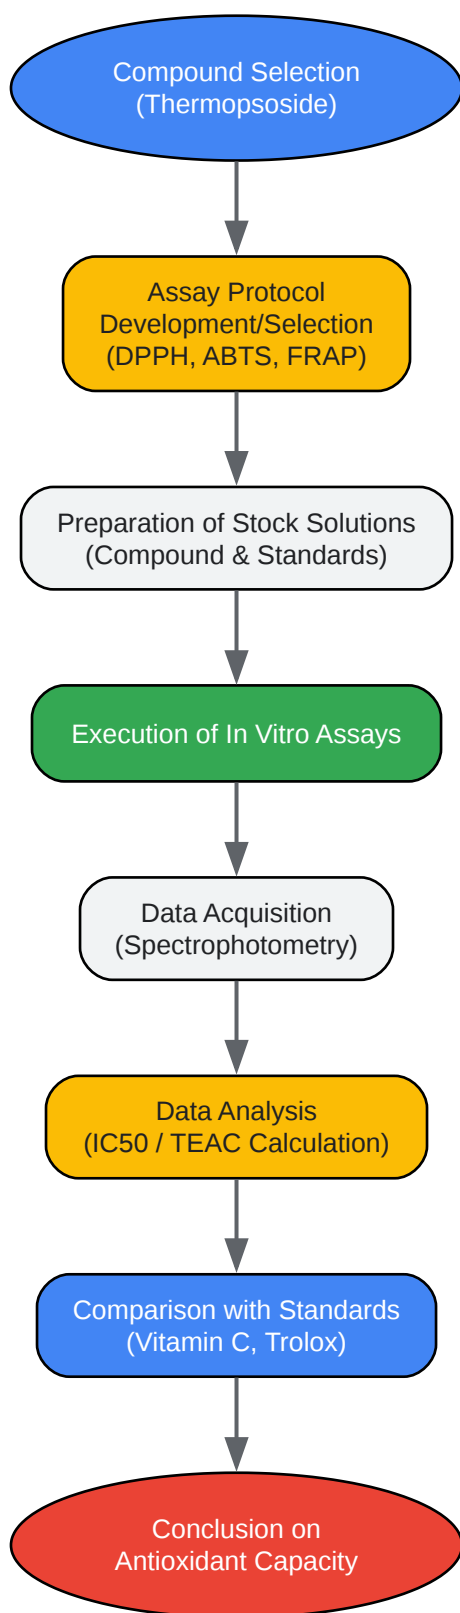 Compound Selection
(Thermopsoside)
Assay Protocol
Development/Selection
(DPPH, ABTS, FRAP)
Preparation of Stock Solutions
(Compound & Standards)
Execution of In Vitro Assays
Data Acquisition
(Spectrophotometry)
Data Analysis
(IC50 / TEAC Calculation)
Comparison with Standards
(Vitamin C, Trolox)
Conclusion on
Antioxidant Capacity